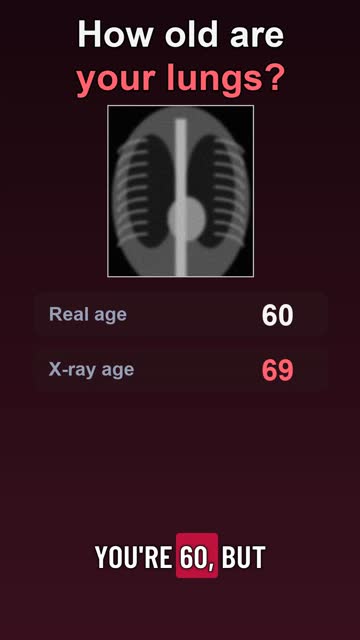 How old are
your lungs?
Real age 60
X-ray age 69
YOU'RE 60, BUT